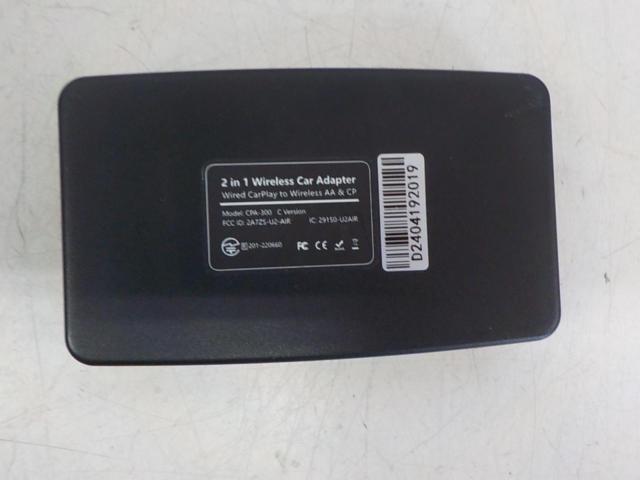 2 in 1 Wireless Car Adapter
Wired CarPlay to Wireless AA & CP
Model: CPA-300 C Version
FCC ID: 2A7ZS-U2-AIR IC: 29150-U2AIR
R 201-220660 FC CE
D2404192019